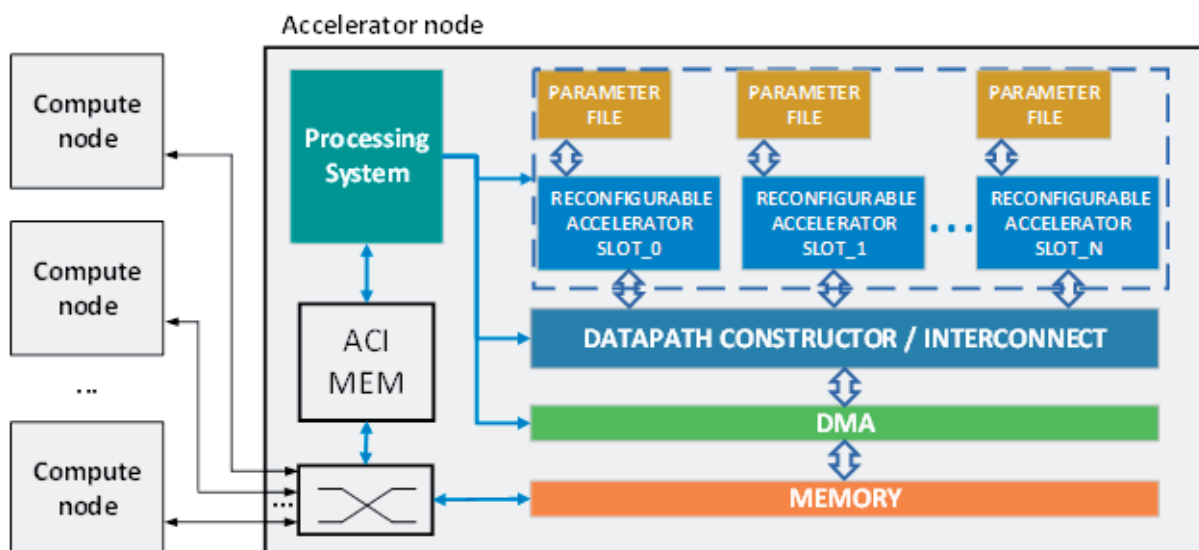 Accelerator node
Compute
node
Compute
node
...
Compute
node
Processing
System
ACI
MEM
...
PARAMETER
FILE
PARAMETER
FILE
PARAMETER
FILE
RECONFIGURABLE
ACCELERATOR
SLOT_0
RECONFIGURABLE
ACCELERATOR
SLOT_1
...
RECONFIGURABLE
ACCELERATOR
SLOT_N
DATAPATH CONSTRUCTOR / INTERCONNECT
DMA
MEMORY